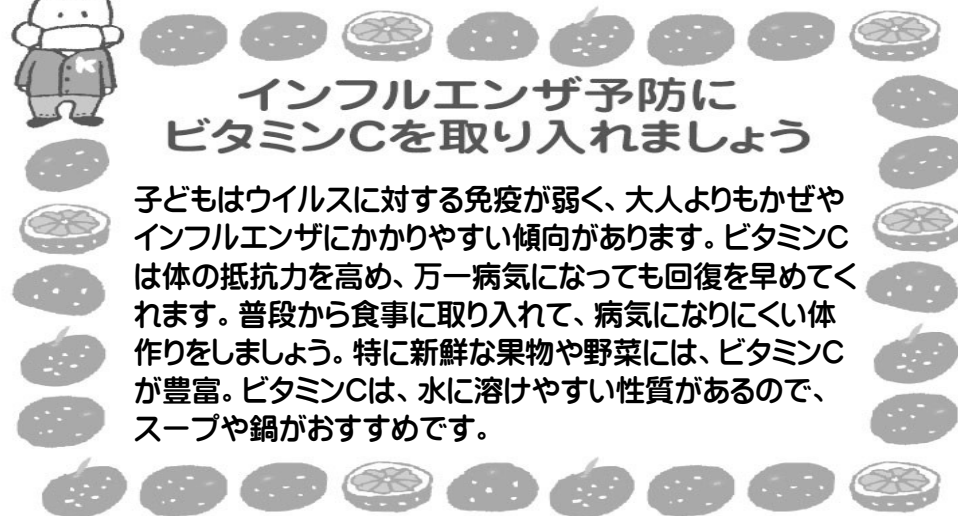 K
インフルエンザ予防に
ビタミンCを取り入れましょう
子どもはウイルスに対する免疫が弱く、大人よりもかぜや
インフルエンザにかかりやすい傾向があります。ビタミンC
は体の抵抗力を高め、万一病気になっても回復を早めてく
れます。普段から食事に取り入れて、病気になりにくい体
作りをしましょう。特に新鮮な果物や野菜には、ビタミンC
が豊富。ビタミンCは、水に溶けやすい性質があるので、
スープや鍋がおすすめです。